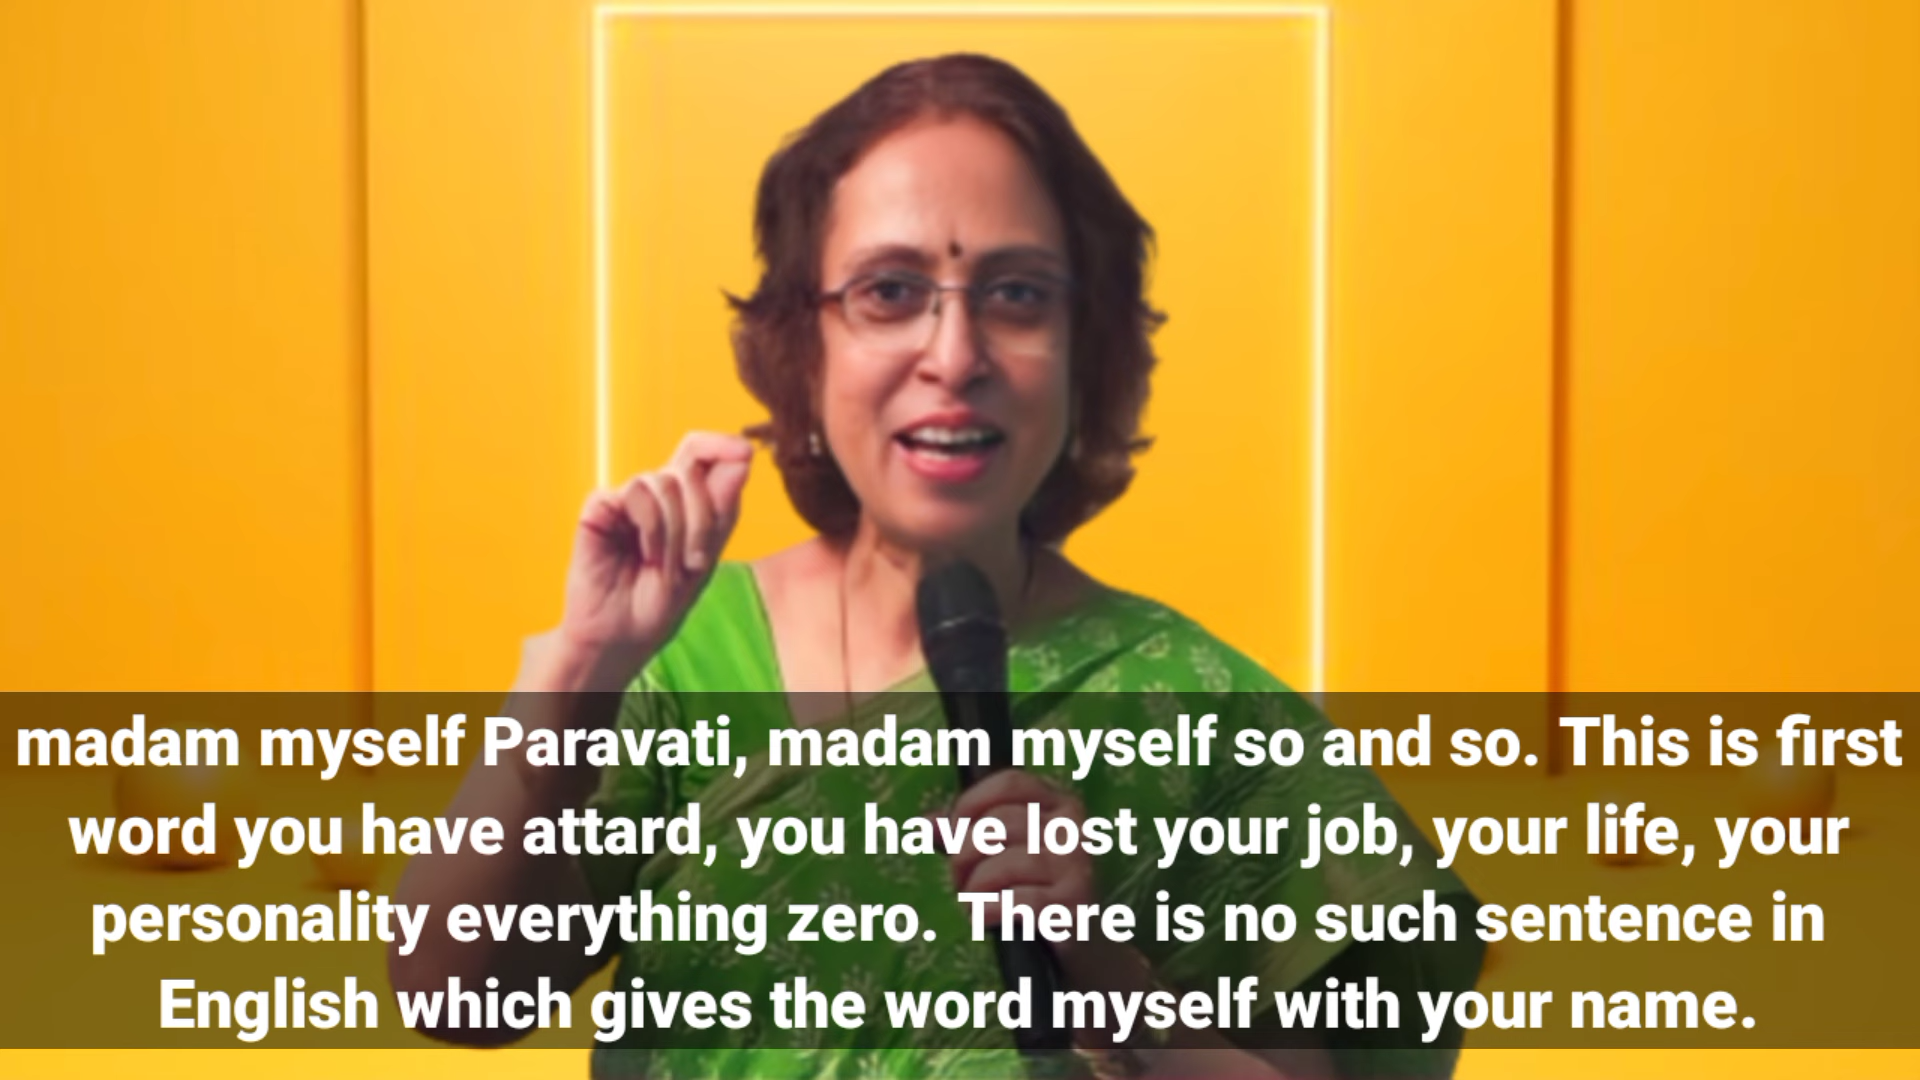 madam myself Paravati, madam myself so and so. This is first
word you have attard, you have lost your job, your life, your
personality everything zero. There is no such sentence in
English which gives the word myself with your name.